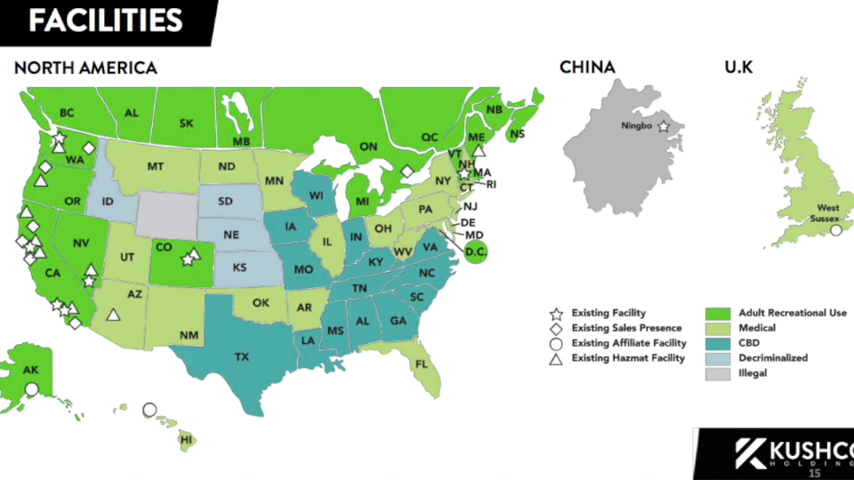 FACILITIES
NORTH AMERICA
CHINA
U.K
BC
AL
SK
MB
ON
QC
NB
NS
ME
WA
MT
ND
MN
VT
NH
MA
NY
CT
RI
OR
ID
SD
WI
MI
PA
NJ
NV
UT
CO
NE
IA
IL
IN
OH
DE
MD
WV
VA
D.C.
CA
KS
MO
KY
NC
AZ
NM
OK
AR
TN
SC
TX
LA
MS
AL
GA
FL
AK
HI
Ningbo
West
Sussex
Existing Facility
Existing Sales Presence
Existing Affiliate Facility
Existing Hazmat Facility
Adult Recreational Use
Medical
CBD
Decriminalized
Illegal
KUSHCO
HOLDING
15